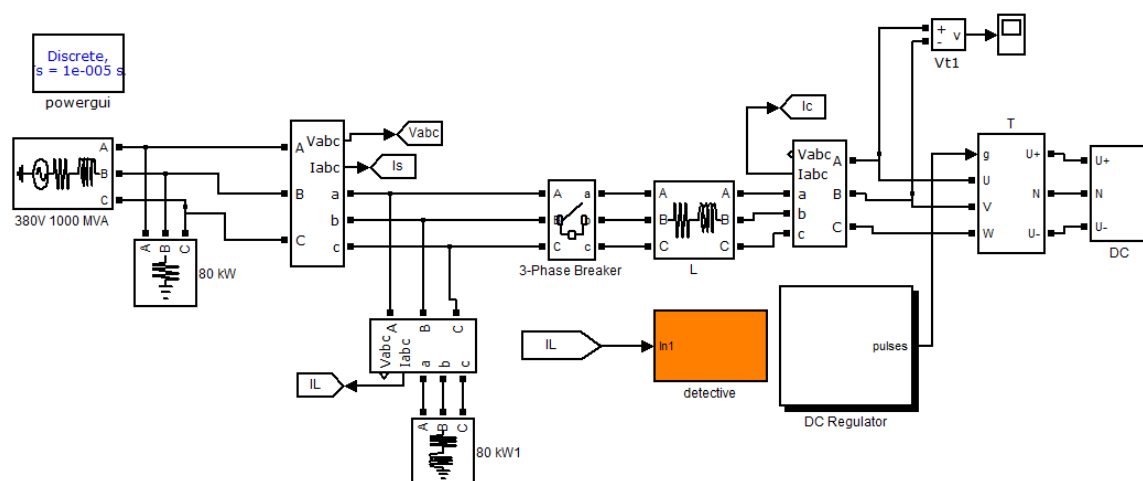 Discrete,
s = 1e-005 s.
powergui
A
B
C
380V 1000 MVA
A
B
C
80 kW
A
B
C
Vabc
Iabc
a
b
c
Vabc
Is
A
B
C
Vabc
Iabc
a
b
c
IL
A
B
C
80 kW1
A
B
C
a
b
c
3-Phase Breaker
A
B
C
A
B
C
L
Ic
Vabc
Iabc
a
b
c
A
B
C
+
-
v
Vt1
T
g
U
V
W
U+
N
U-
U+
N
U-
DC
IL
In1
detective
pulses
DC Regulator